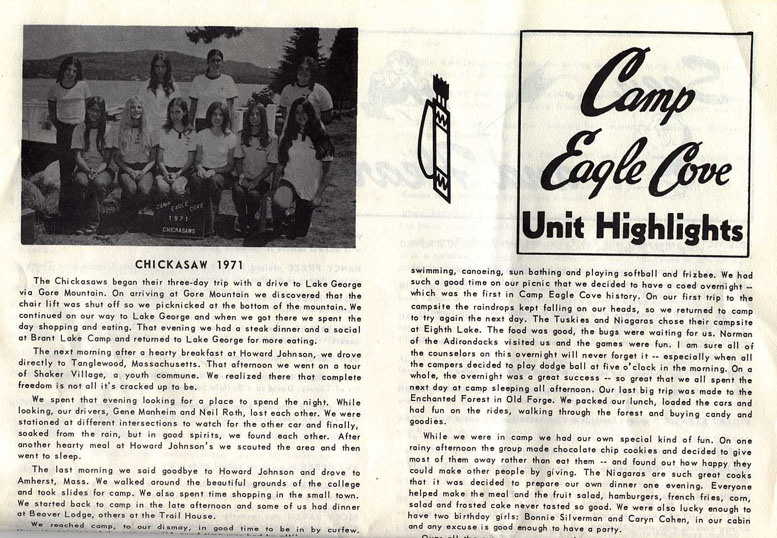 CAMP EAGLE COVE
1971
CHICKASAWS
Camp
Eagle Cove
Unit Highlights
CHICKASAW 1971
The Chickasaws began their three-day trip with a drive to Lake George
via Gore Mountain. On arriving at Gore Mountain we discovered that the
chair lift was shut off so we picknicked at the bottom of the mountain. We
continued on our way to Lake George and when we got there we spent the
day shopping and eating. That evening we had a steak dinner and a social
at Brant Lake Camp and returned to Lake George for more eating.
The next morning after a hearty breakfast at Howard Johnson, we drove
directly to Tanglewood, Massachusetts. That afternoon we went on a tour
of Shaker Village, a youth commune. We realized there that complete
freedom is not all it's cracked up to be.
We spent that evening looking for a place to spend the night. While
looking, our drivers, Gene Manheim and Neil Roth, lost each other. We were
stationed at different intersections to watch for the other car and finally,
soaked from the rain, but in good spirits, we found each other. After
another hearty meal at Howard Johnson's we scouted the area and then
went to sleep.
The last morning we said goodbye to Howard Johnson and drove to
Amherst, Mass. We walked around the beautiful grounds of the college
and took slides for camp. We also spent time shopping in the small town.
We started back to camp in the late afternoon and some of us had dinner
at Beaver Lodge, others at the Trail House.
We reached camp, to our dismay, in good time to be in by curfew.
swimming, canoeing, sun bathing and playing softball and frizbee. We had
such a good time on our picnic that we decided to have a coed overnight --
which was the first in Camp Eagle Cove history. On our first trip to the
campsite the raindrops kept falling on our heads, so we returned to camp
to try again the next day. The Tuskies and Niagaras chose their campsite
at Eighth Lake. The food was good, the bugs were waiting for us. Norman
of the Adirondacks visited us and the games were fun. I am sure all of
the counselors on this overnight will never forget it -- especially when all
the campers decided to play dodge ball at five o'clock in the morning. On a
whole, the overnight was a great success -- so great that we all spent the
next day at camp sleeping all afternoon. Our last big trip was made to the
Enchanted Forest in Old Forge. We packed our lunch, loaded the cars and
had fun on the rides, walking through the forest and buying candy and
goodies.
While we were in camp we had our own special kind of fun. On one
rainy afternoon the group made chocolate chip cookies and decided to give
most of them away rather than eat them -- and found out how happy they
could make other people by giving. The Niagaras are such great cooks
that it was decided to prepare our own dinner one evening. Everyone
helped make the meal and the fruit salad, hamburgers, french fries, corn,
salad and frosted cake never tasted so good. We were also lucky enough to
have two birthday girls; Bonnie Silverman and Caryn Cohen, in our cabin
and any excuse is good enough to have a party.